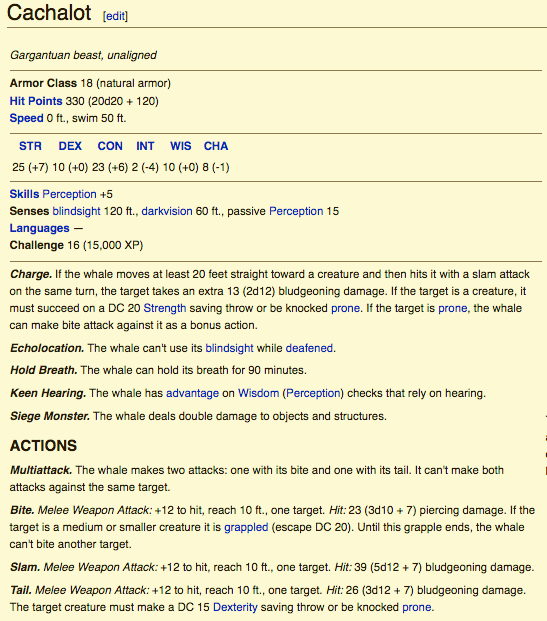 Cachalot [edit]
Gargantuan beast, unaligned
Armor Class 18 (natural armor)
Hit Points 330 (20d20 + 120)
Speed 0 ft., swim 50 ft.
STR DEX CON INT WIS CHA
25 (+7) 10 (+0) 23 (+6) 2 (-4) 10 (+0) 8 (-1)
Skills Perception +5
Senses blindsight 120 ft., darkvision 60 ft., passive Perception 15
Languages —
Challenge 16 (15,000 XP)
Charge. If the whale moves at least 20 feet straight toward a creature and then hits it with a slam attack
on the same turn, the target takes an extra 13 (2d12) bludgeoning damage. If the target is a creature, it
must succeed on a DC 20 Strength saving throw or be knocked prone. If the target is prone, the whale
can make bite attack against it as a bonus action.
Echolocation. The whale can't use its blindsight while deafened.
Hold Breath. The whale can hold its breath for 90 minutes.
Keen Hearing. The whale has advantage on Wisdom (Perception) checks that rely on hearing.
Siege Monster. The whale deals double damage to objects and structures.
ACTIONS
Multiattack. The whale makes two attacks: one with its bite and one with its tail. It can't make both
attacks against the same target.
Bite. Melee Weapon Attack: +12 to hit, reach 10 ft., one target. Hit: 23 (3d10 + 7) piercing damage. If the
target is a medium or smaller creature it is grappled (escape DC 20). Until this grapple ends, the whale
can't bite another target.
Slam. Melee Weapon Attack: +12 to hit, reach 10 ft., one target. Hit: 39 (5d12 + 7) bludgeoning damage.
Tail. Melee Weapon Attack: +12 to hit, reach 10 ft., one target. Hit: 26 (3d12 + 7) bludgeoning damage.
The target creature must make a DC 15 Dexterity saving throw or be knocked prone.